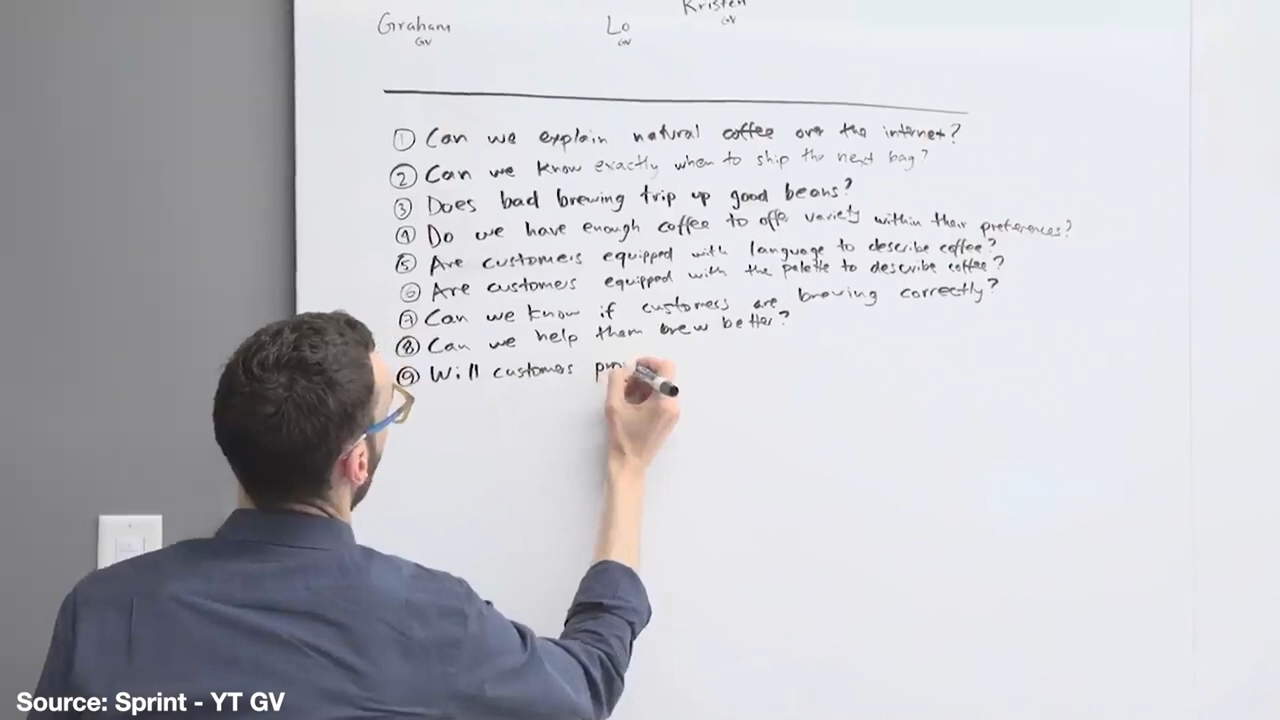 Kristen
Graham
Lo
GV
GV
GV
① Can we explain natural coffee over the internet?
② Can we know exactly when to ship the next bag?
③ Does bad brewing trip up good beans?
④ Do we have enough coffee to offer variety within their preferences?
⑤ Are customers equipped with language to describe coffee?
⑥ Are customers equipped with the palette to describe coffee?
⑦ Can we know if customers are brewing correctly?
⑧ Can we help them brew better?
⑨ Will customers
Source: Sprint - YT GV